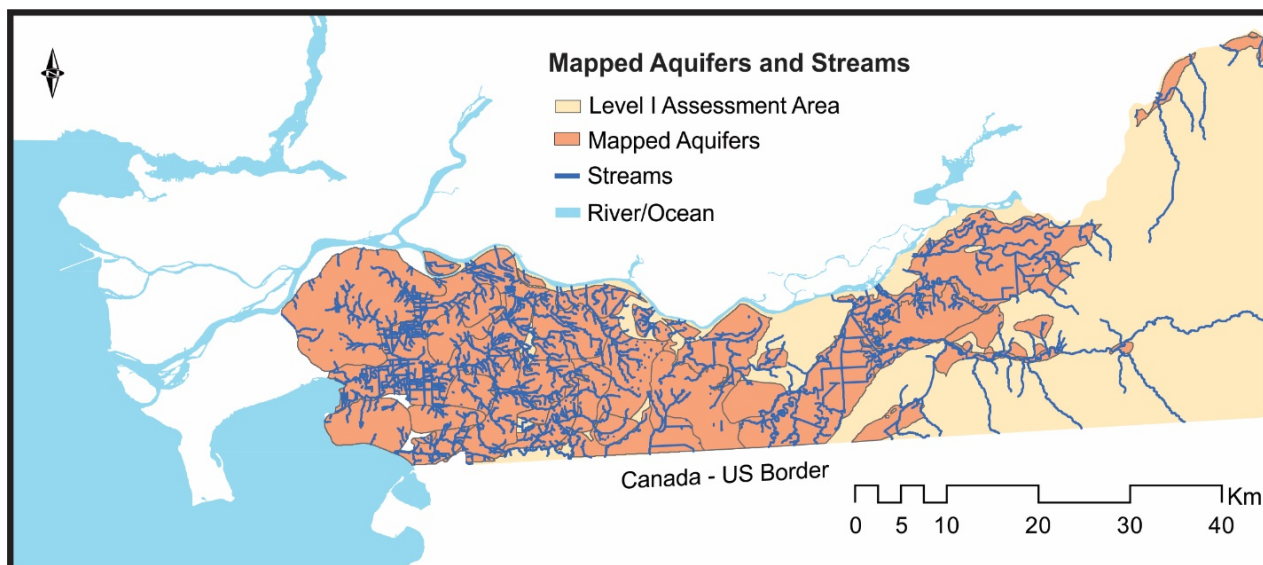 Mapped Aquifers and Streams
Level I Assessment Area
Mapped Aquifers
Streams
River/Ocean
N
Canada - US Border
Km
0 5 10 20 30 40